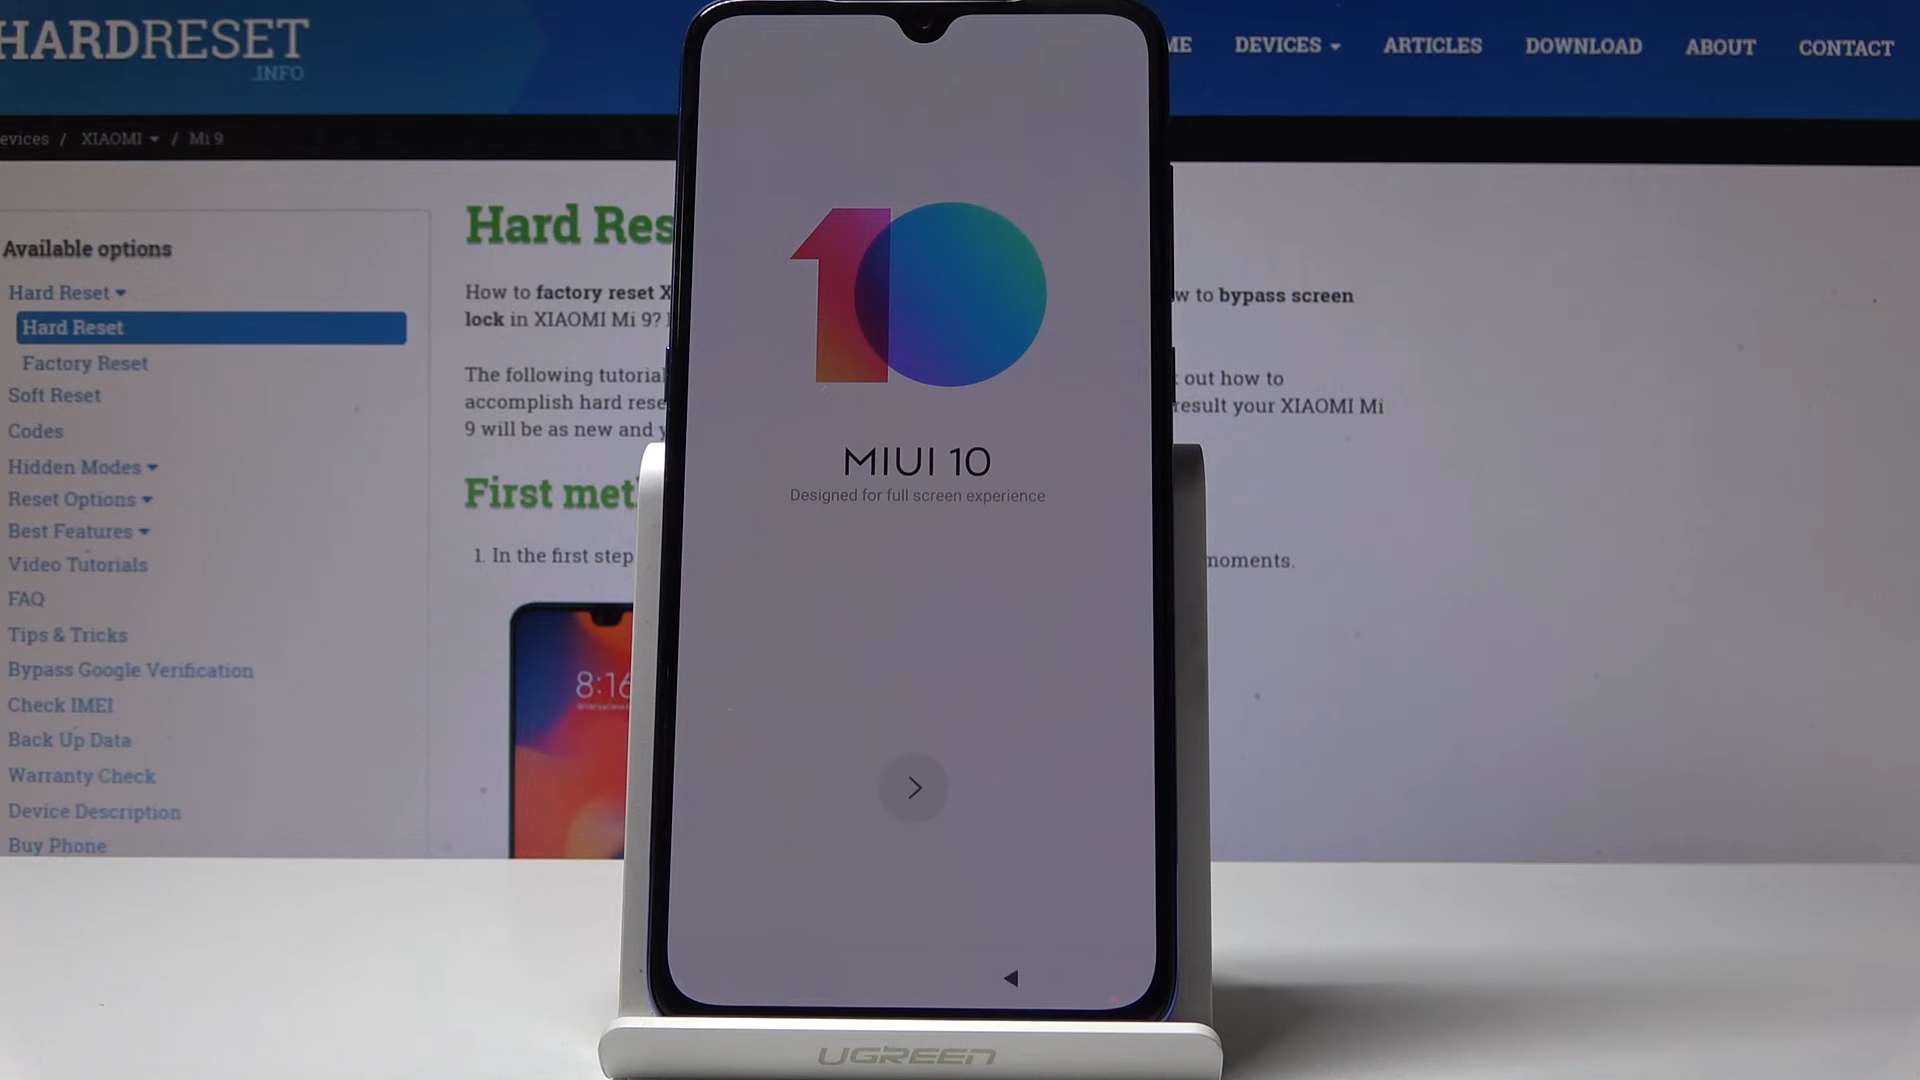 HARDRESET
.INFO
ME DEVICES ARTICLES DOWNLOAD ABOUT CONTACT
evices / XIAOMI / Mi 9
Available options
Hard Reset
Hard Reset
Factory Reset
Soft Reset
Codes
Hidden Modes
Reset Options
Best Features
Video Tutorials
FAQ
Tips & Tricks
Bypass Google Verification
Check IMEI
Back Up Data
Warranty Check
Device Description
Buy Phone
Hard Res
How to factory reset X w to bypass screen
lock in XIAOMI Mi 9?
The following tutorial out how to
accomplish hard rese result your XIAOMI Mi
9 will be as new and
First met
1. In the first step moments.
8:16
10
MIUI 10
Designed for full screen experience
UGREEN